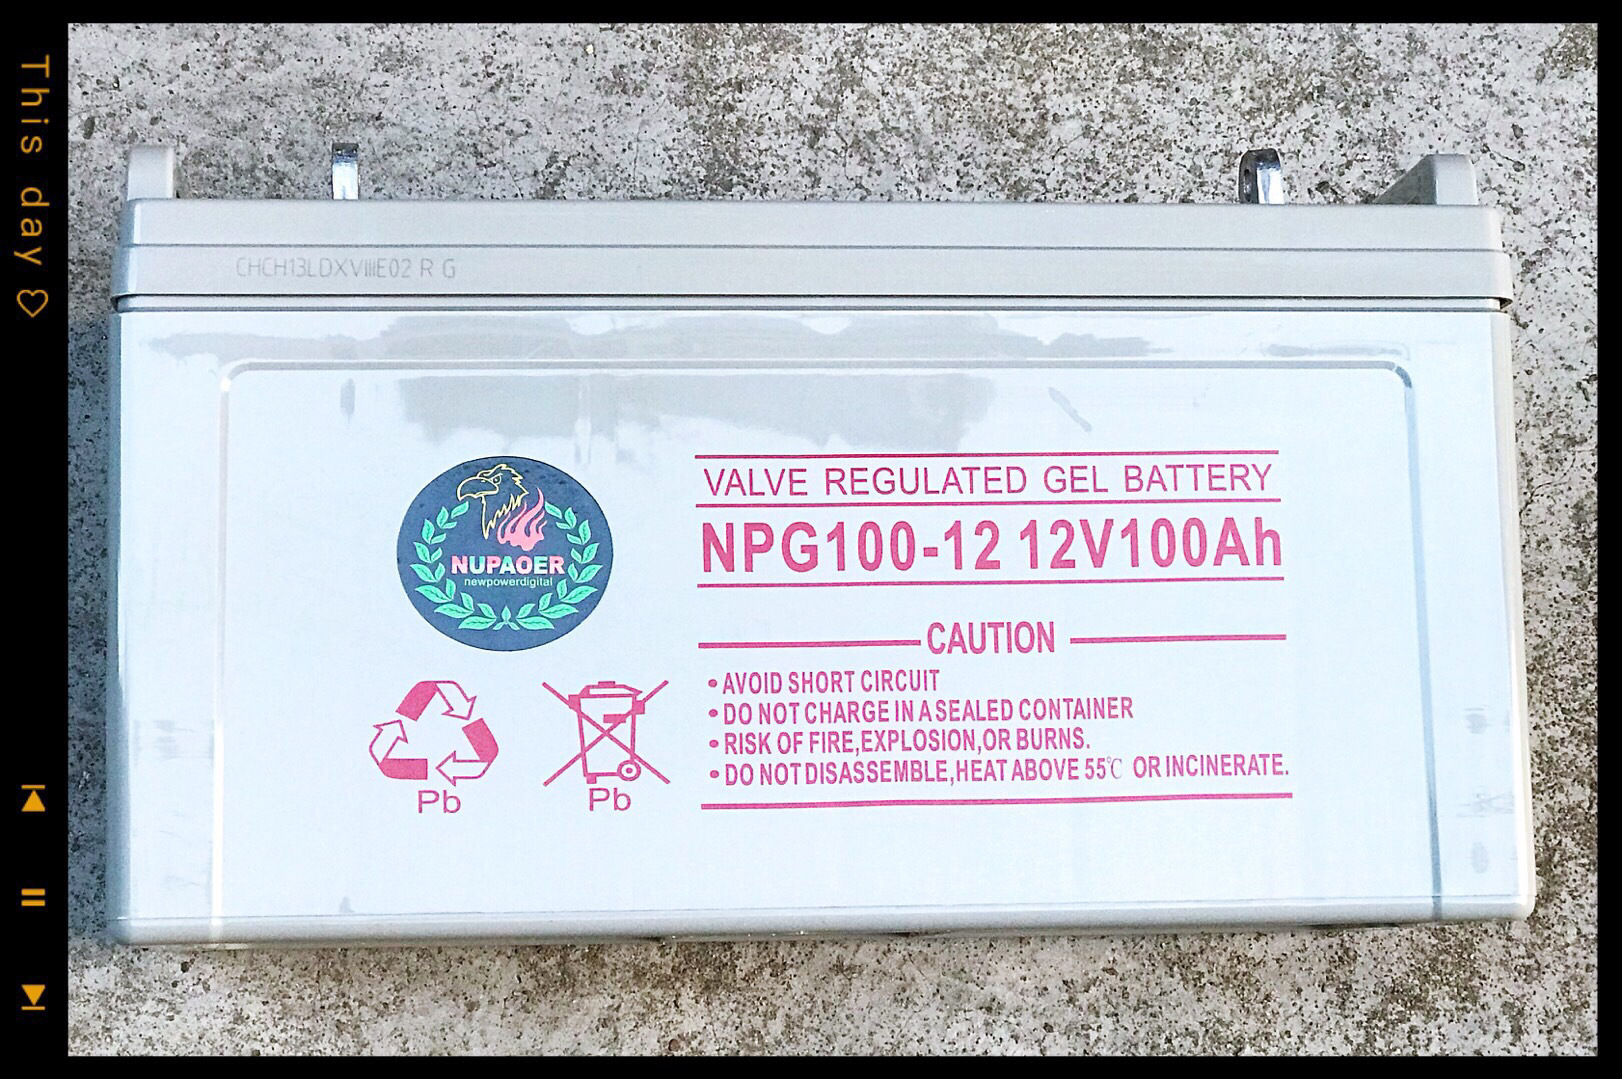 This day ♡ is
CHCH13LDXVIIIE02 R G
NUPAOER
newpowerdigital
VALVE REGULATED GEL BATTERY
NPG100-12 12V100Ah
CAUTION
•AVOID SHORT CIRCUIT
•DO NOT CHARGE IN A SEALED CONTAINER
•RISK OF FIRE,EXPLOSION,OR BURNS.
•DO NOT DISASSEMBLE,HEAT ABOVE 55℃ OR INCINERATE.
Pb
Pb